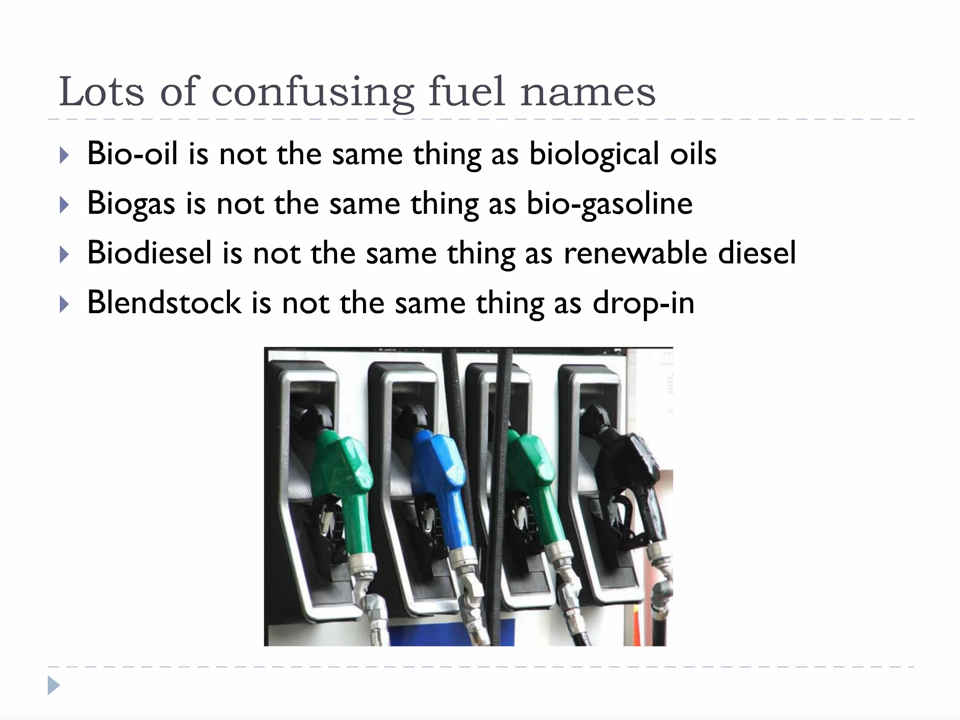 Lots of confusing fuel names
Bio-oil is not the same thing as biological oils
Biogas is not the same thing as bio-gasoline
Biodiesel is not the same thing as renewable diesel
Blendstock is not the same thing as drop-in